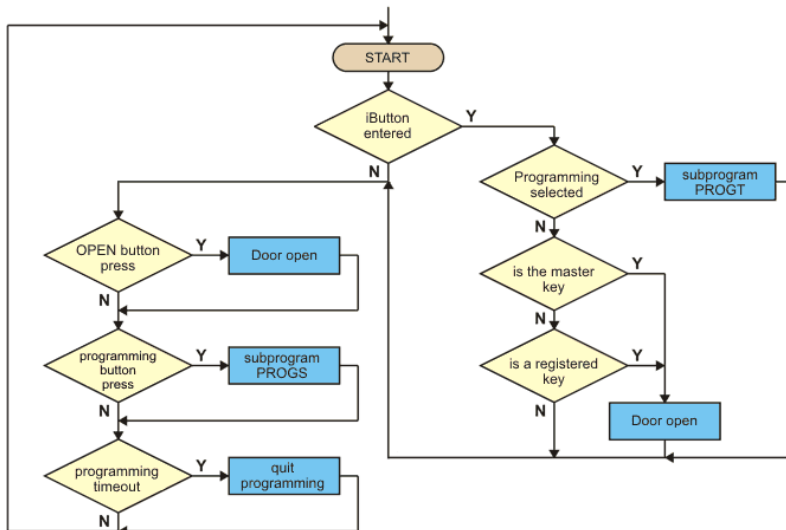 START
iButton
entered
Y
N
Programming
selected
Y
subprogram
PROGT
N
OPEN button
press
Y
Door open
N
is the master
key
Y
N
programming
button
press
Y
subprogram
PROGS
N
is a registered
key
Y
N
Door open
programming
timeout
Y
quit
programming
N